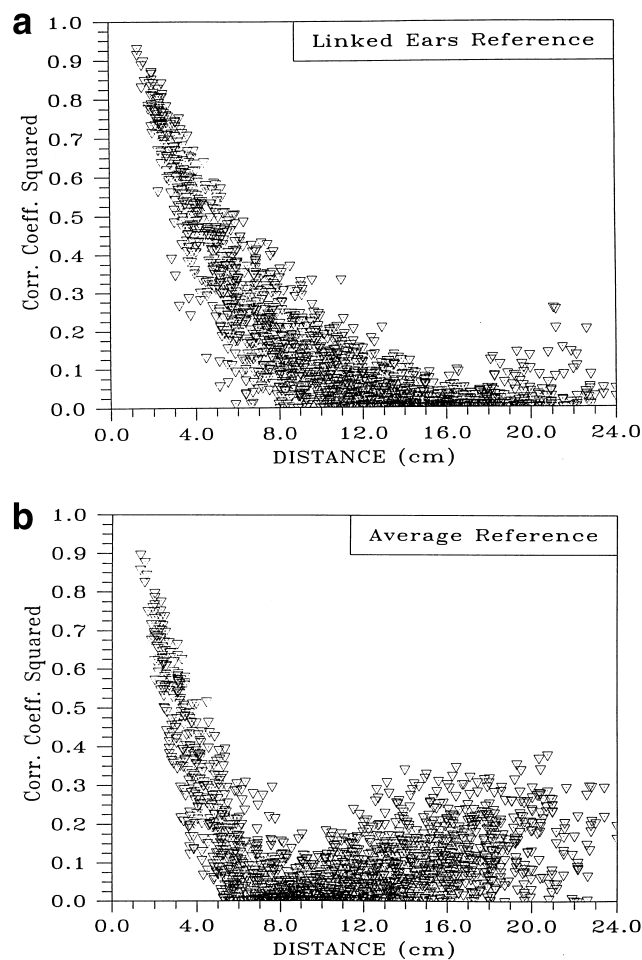 a
Linked Ears Reference
1.0
0.9
0.8
0.7
0.6
0.5
0.4
0.3
0.2
0.1
0.0
Corr. Coeff. Squared
0.0 4.0 8.0 12.0 16.0 20.0 24.0
DISTANCE (cm)
b
Average Reference
1.0
0.9
0.8
0.7
0.6
0.5
0.4
0.3
0.2
0.1
0.0
Corr. Coeff. Squared
0.0 4.0 8.0 12.0 16.0 20.0 24.0
DISTANCE (cm)